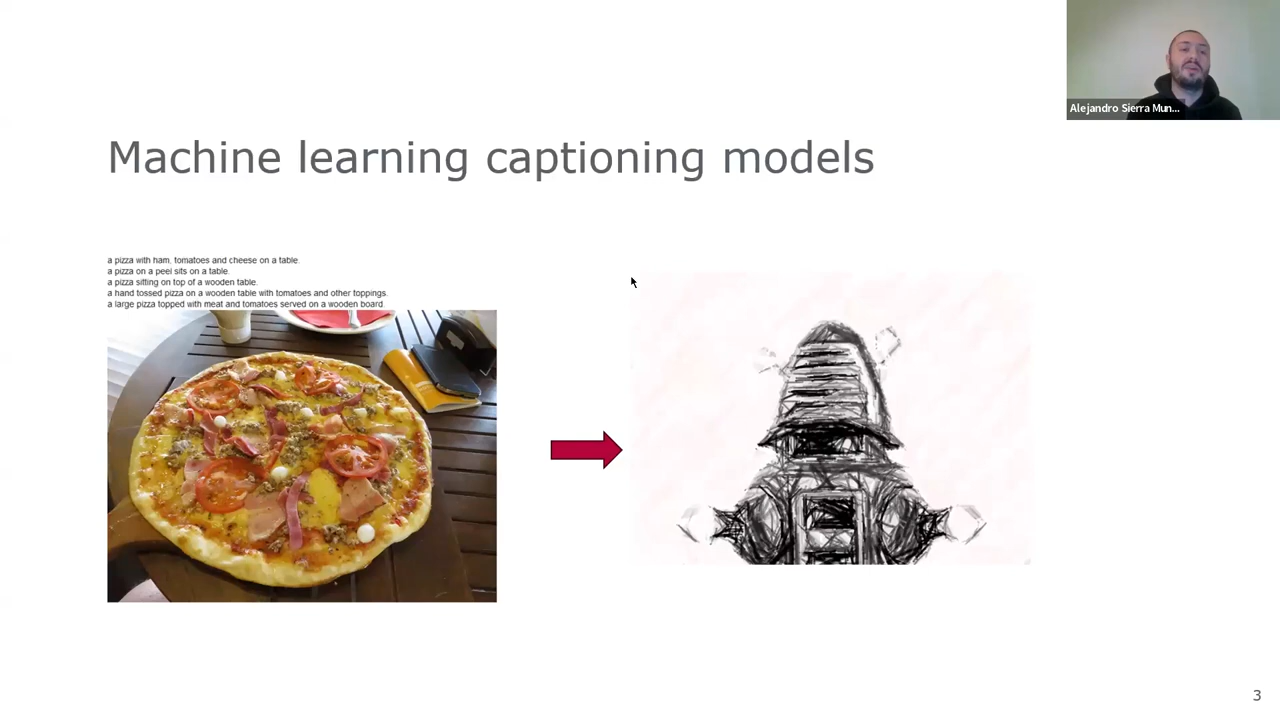 Alejandro Sierra Mun...
Machine learning captioning models
a pizza with ham, tomatoes and cheese on a table.
a pizza on a peel sits on a table.
a pizza sitting on top of a wooden table.
a hand tossed pizza on a wooden table with tomatoes and other toppings.
a large pizza topped with meat and tomatoes served on a wooden board.
3